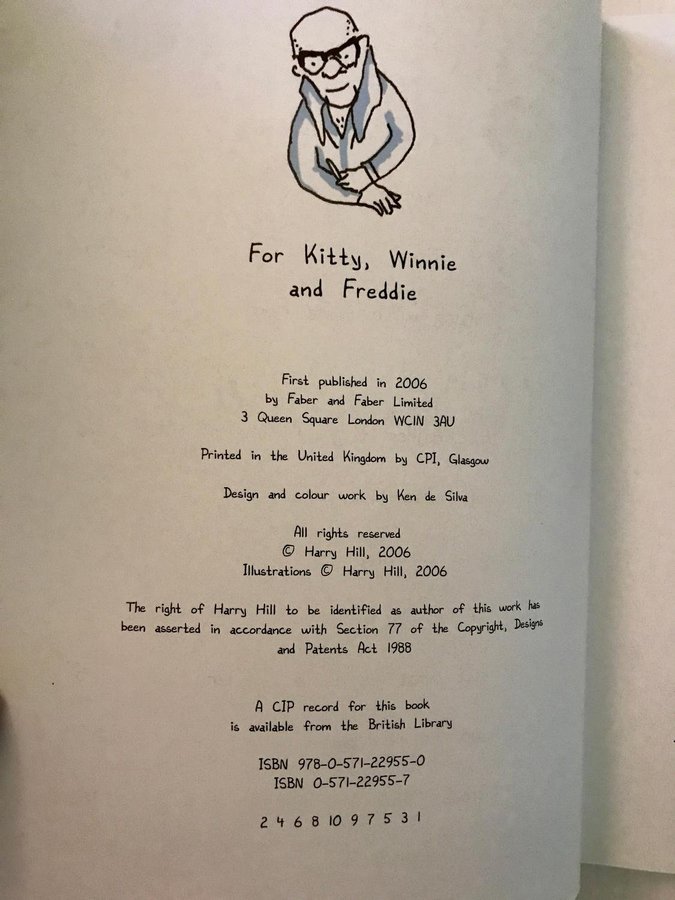 For Kitty, Winnie
and Freddie
First published in 2006
by Faber and Faber Limited
3 Queen Square London WC1N 3AU
Printed in the United Kingdom by CPI, Glasgow
Design and colour work by Ken de Silva
All rights reserved
© Harry Hill, 2006
Illustrations © Harry Hill, 2006
The right of Harry Hill to be identified as author of this work has
been asserted in accordance with Section 77 of the Copyright, Designs
and Patents Act 1988
A CIP record for this book
is available from the British Library
ISBN 978-0-571-22955-0
ISBN 0-571-22955-7
2 4 6 8 10 9 7 5 3 1